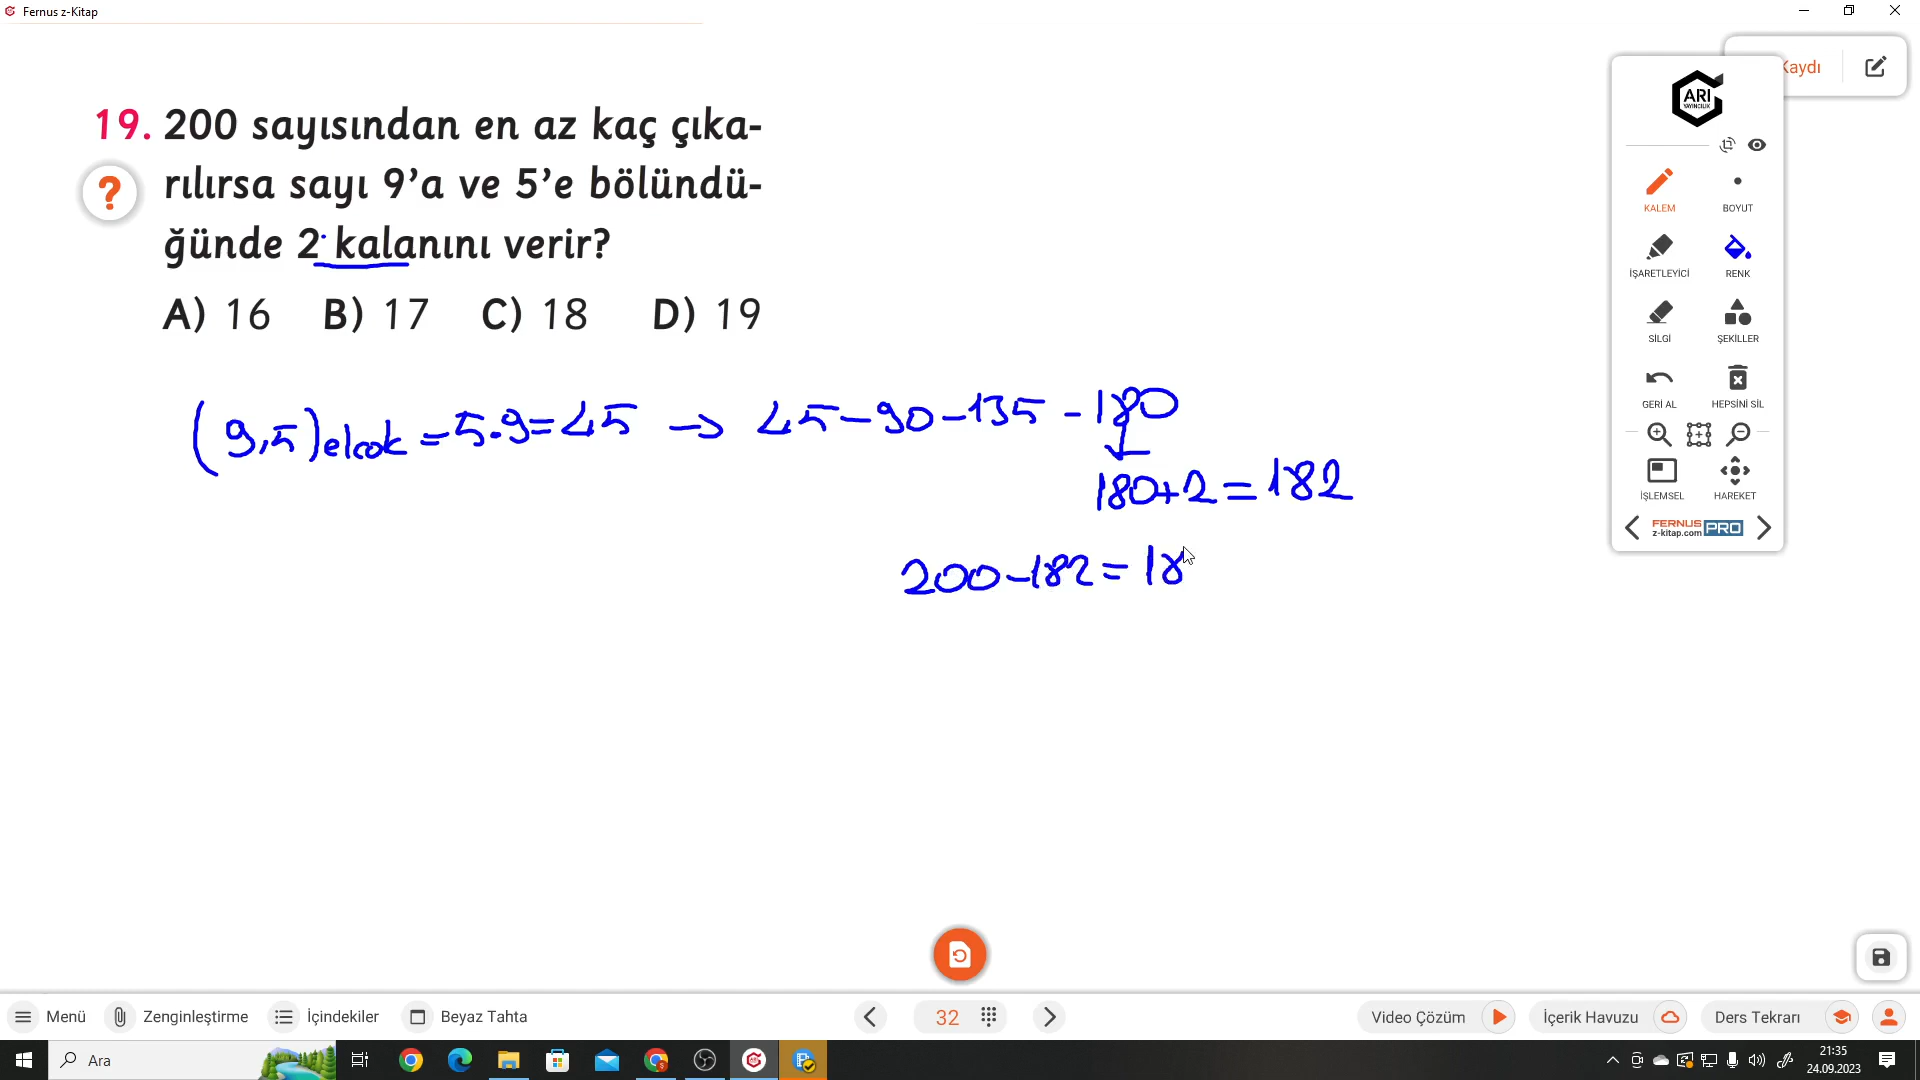 Fernus z-Kitap
Kaydı
ARI
YAYINCILIK
19. 200 sayısından en az kaç çıka-
rılırsa sayı 9'a ve 5'e bölündü-
ğünde 2 kalanını verir?
?
A) 16 B) 17 C) 18 D) 19
(9,5)ekok = 5.9=45 → 45-90-135-180
180+2=182
200-182=18
KALEM BOYUT
İŞARETLEYİCİ RENK
SİLGİ ŞEKİLLER
GERİ AL HEPSİNİ SİL
İŞLEMSEL HAREKET
FERNUS
z-kitap.com PRO
Menü Zenginleştirme İçindekiler Beyaz Tahta 32 Video Çözüm İçerik Havuzu Ders Tekrarı
Ara
21:35
24.09.2023